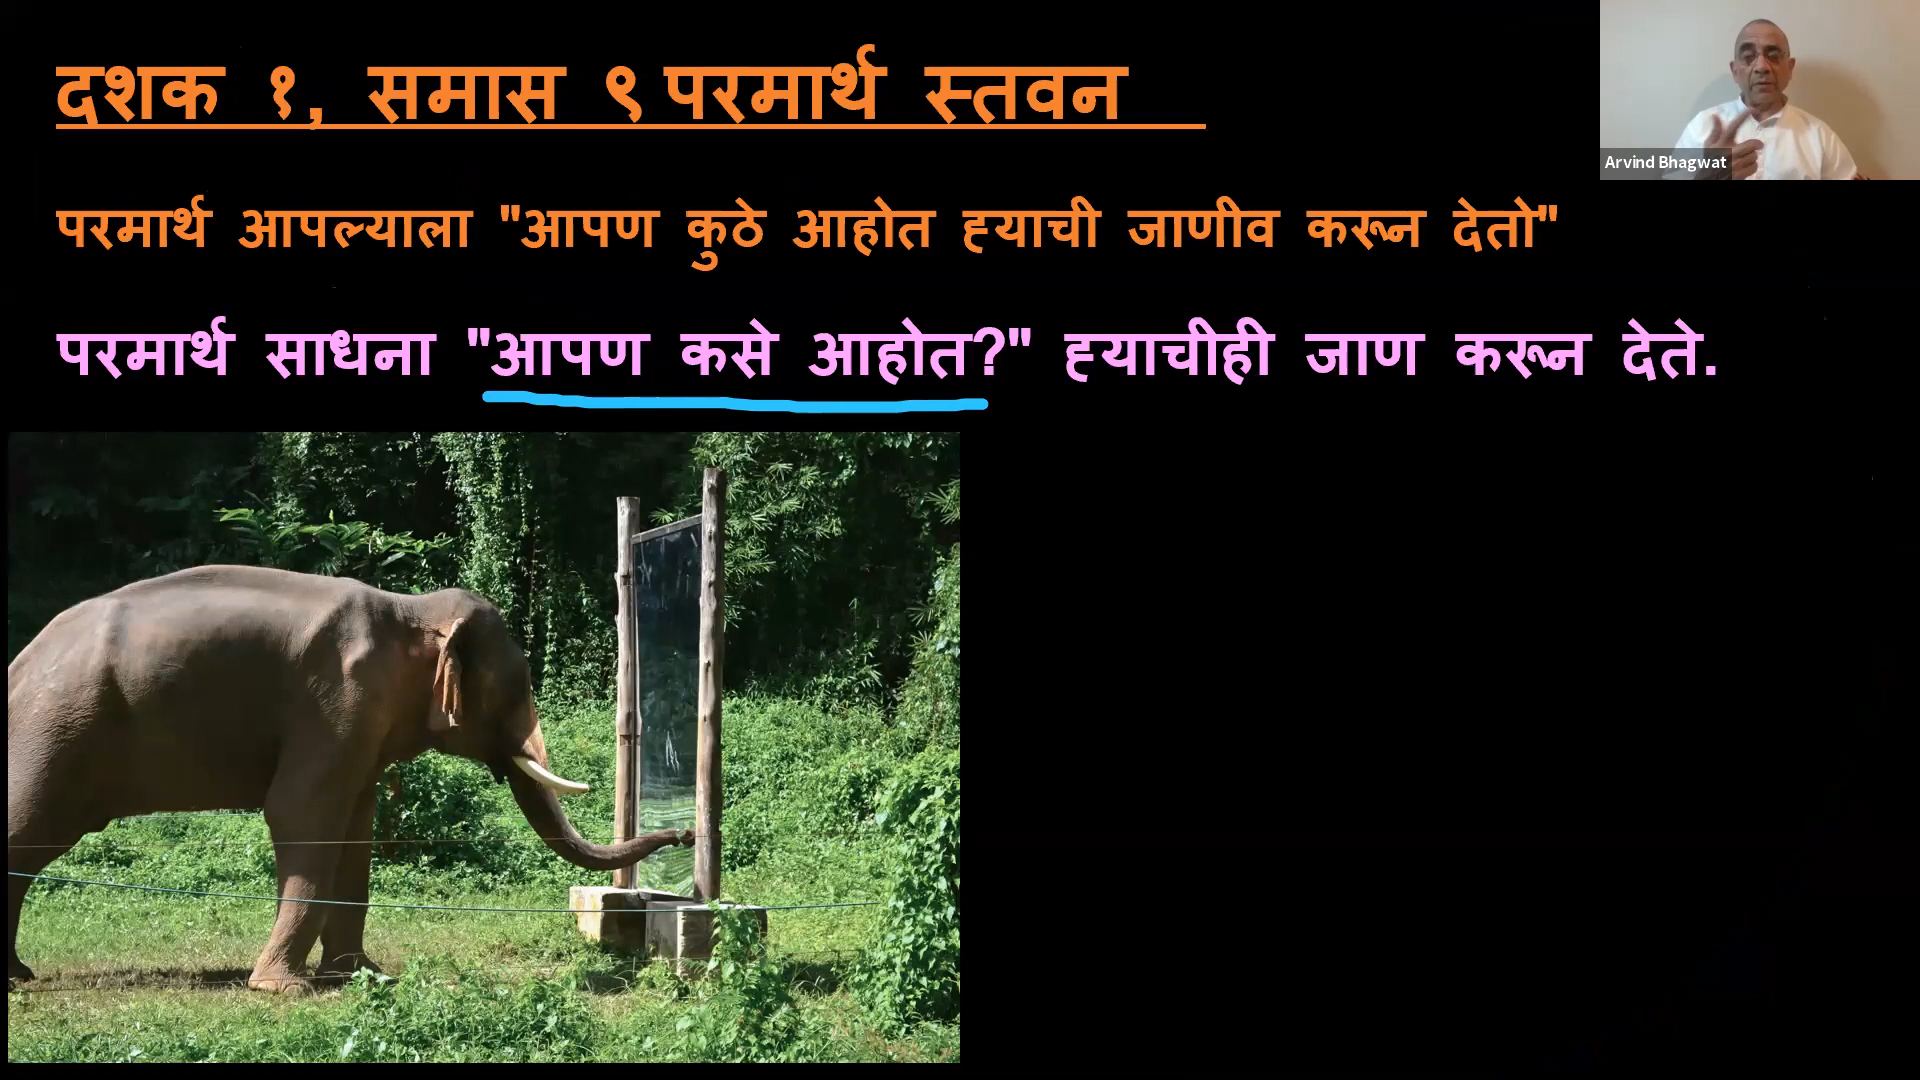 दशक १, समास ९ परमार्थ स्तवन
Arvind Bhagwat
परमार्थ आपल्याला "आपण कुठे आहोत ह्याची जाणीव करून देतो"
परमार्थ साधना "आपण कसे आहोत?" ह्याचीही जाण करून देते.